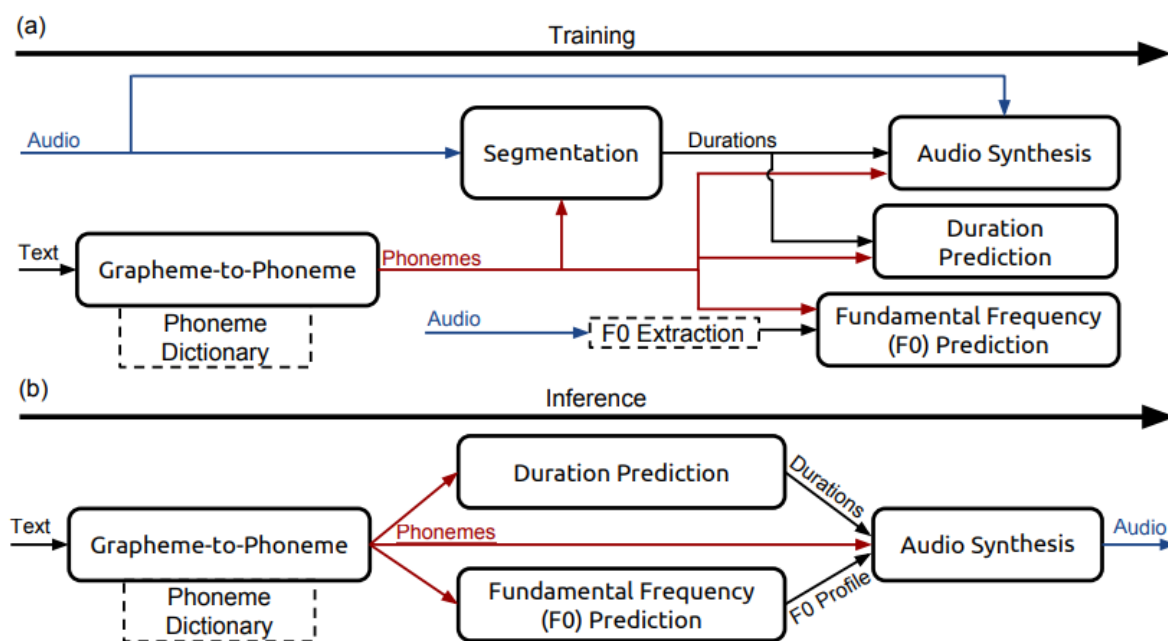 (a)
Training
Audio
Segmentation
Durations
Audio Synthesis
Text
Grapheme-to-Phoneme
Phonemes
Duration
Prediction
Phoneme
Dictionary
Audio
F0 Extraction
Fundamental Frequency
(F0) Prediction
(b)
Inference
Duration Prediction
Durations
Text
Grapheme-to-Phoneme
Phonemes
Audio Synthesis
Audio
Phoneme
Dictionary
Fundamental Frequency
(F0) Prediction
F0 Profile